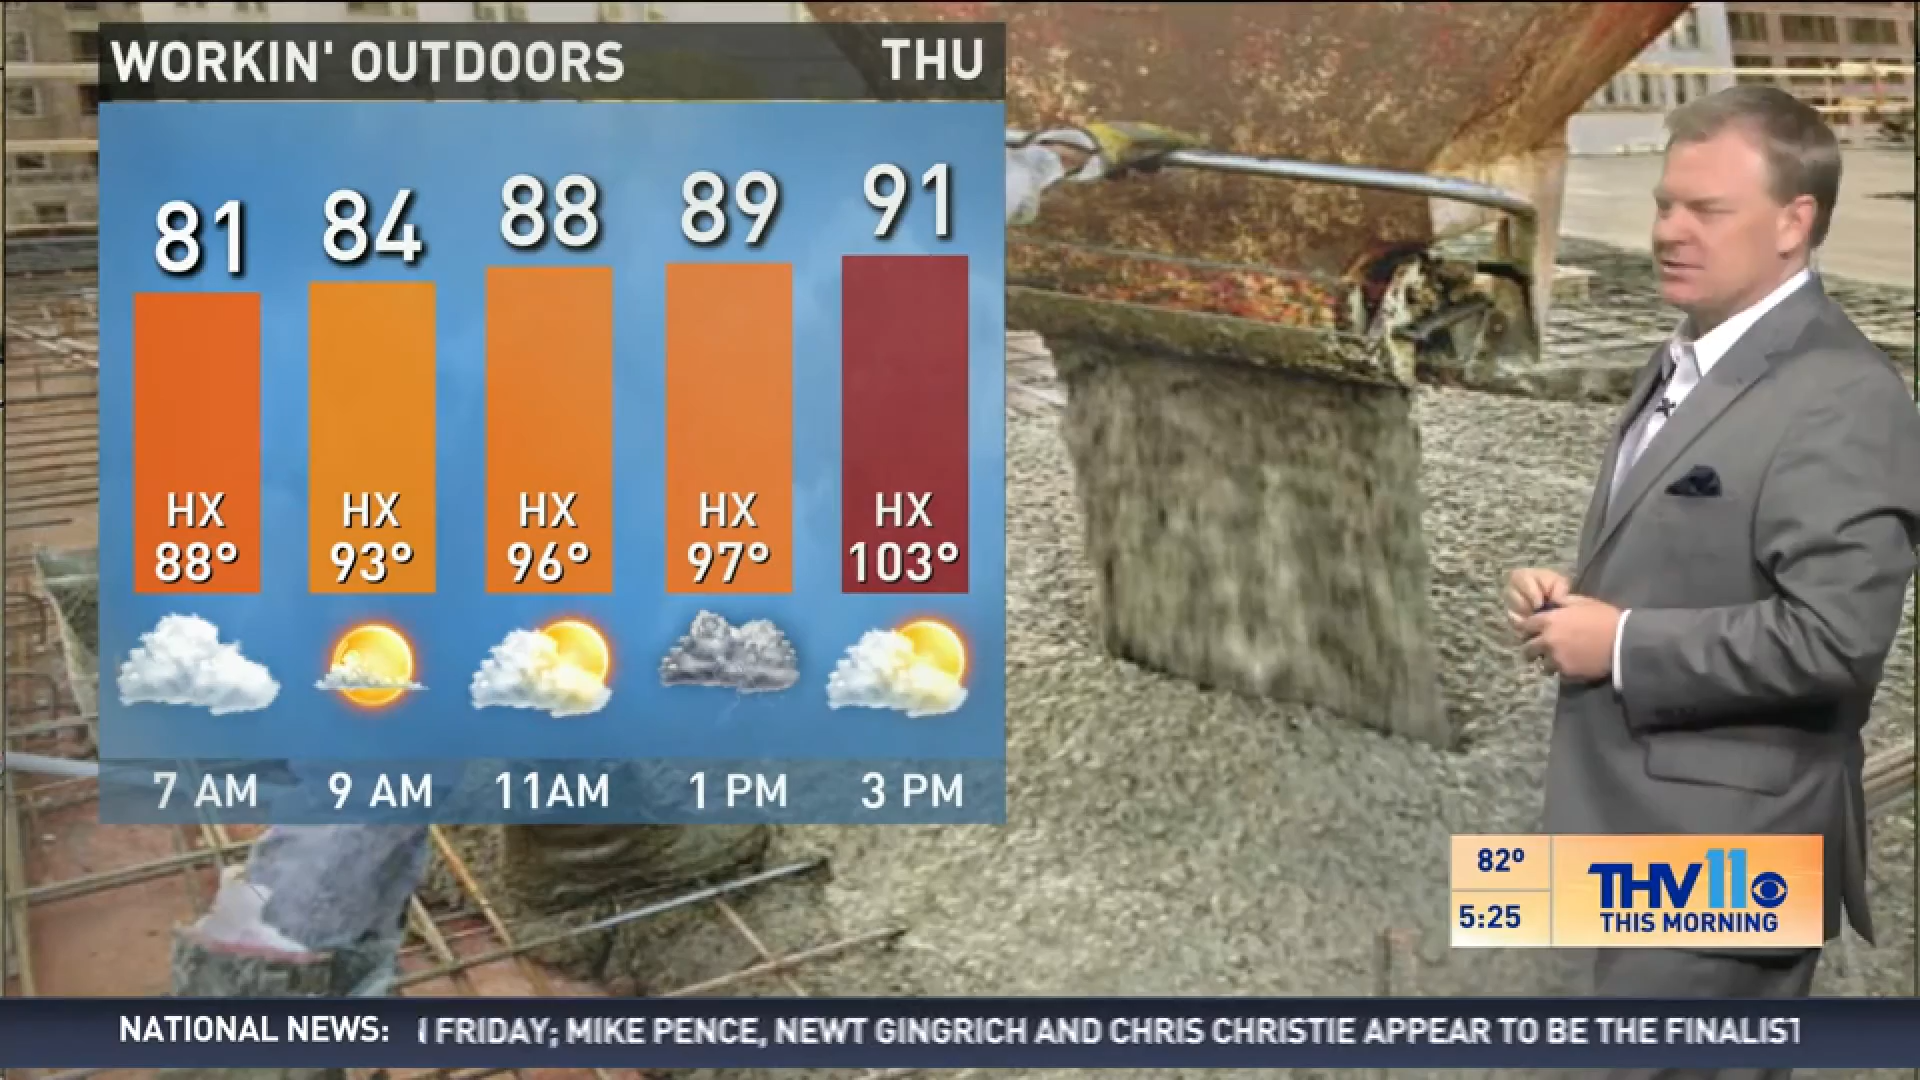 WORKIN' OUTDOORS THU
81 84 88 89 91
HX HX HX HX HX
88° 93° 96° 97° 103°
7 AM 9 AM 11AM 1 PM 3 PM
82°
5:25
THV11
THIS MORNING
NATIONAL NEWS: FRIDAY; MIKE PENCE, NEWT GINGRICH AND CHRIS CHRISTIE APPEAR TO BE THE FINALIST